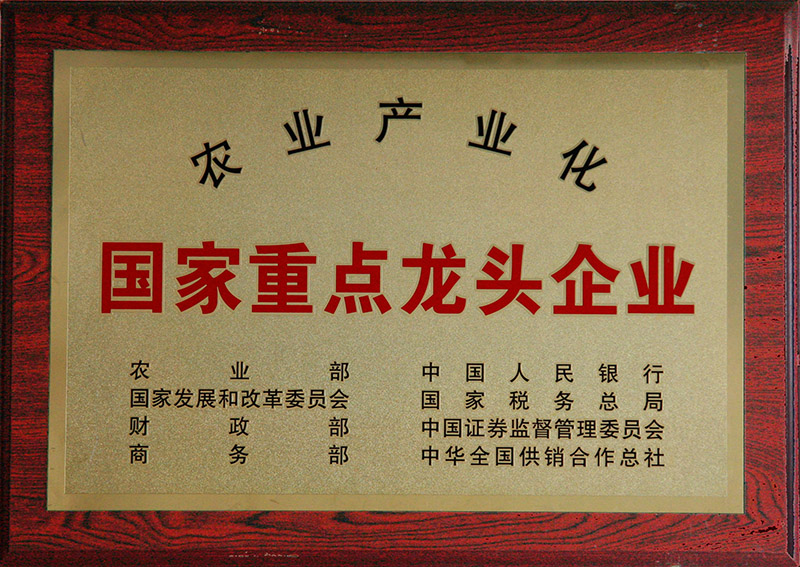 农业产业化
国家重点龙头企业
农业部
国家发展和改革委员会
财政部
商务部
中国人民银行
国家税务总局
中国证券监督管理委员会
中华全国供销合作总社